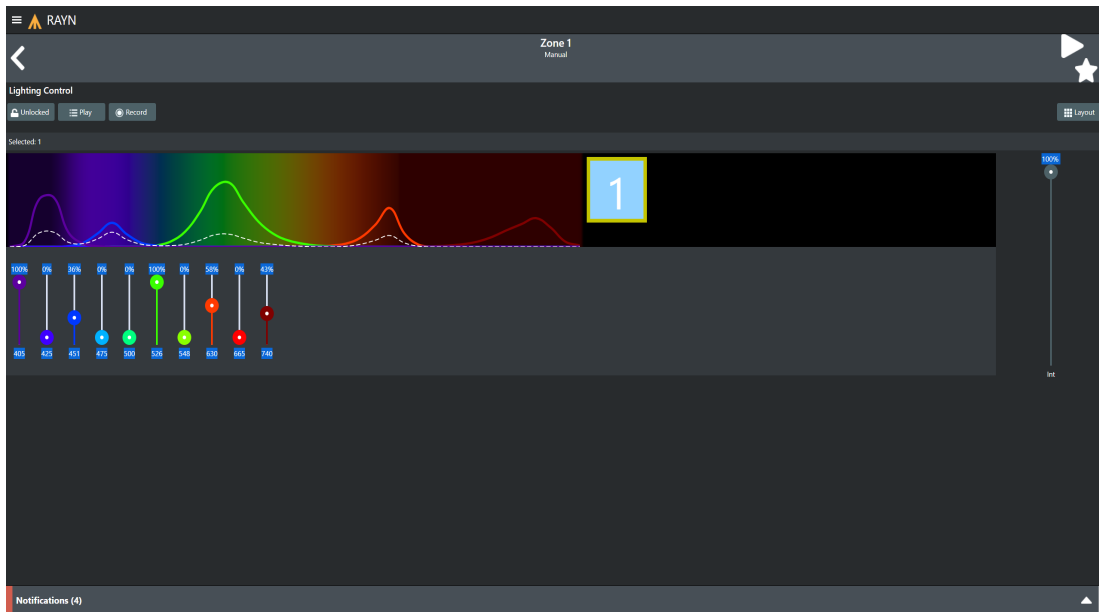 RAYN
Zone 1
Manual
Lighting Control
Unlocked Play Record Layout
Selected: 1
1
100%
100% 0% 36% 0% 0% 100% 0% 58% 0% 43%
405 425 451 475 500 526 548 630 665 740
Int
Notifications (4)